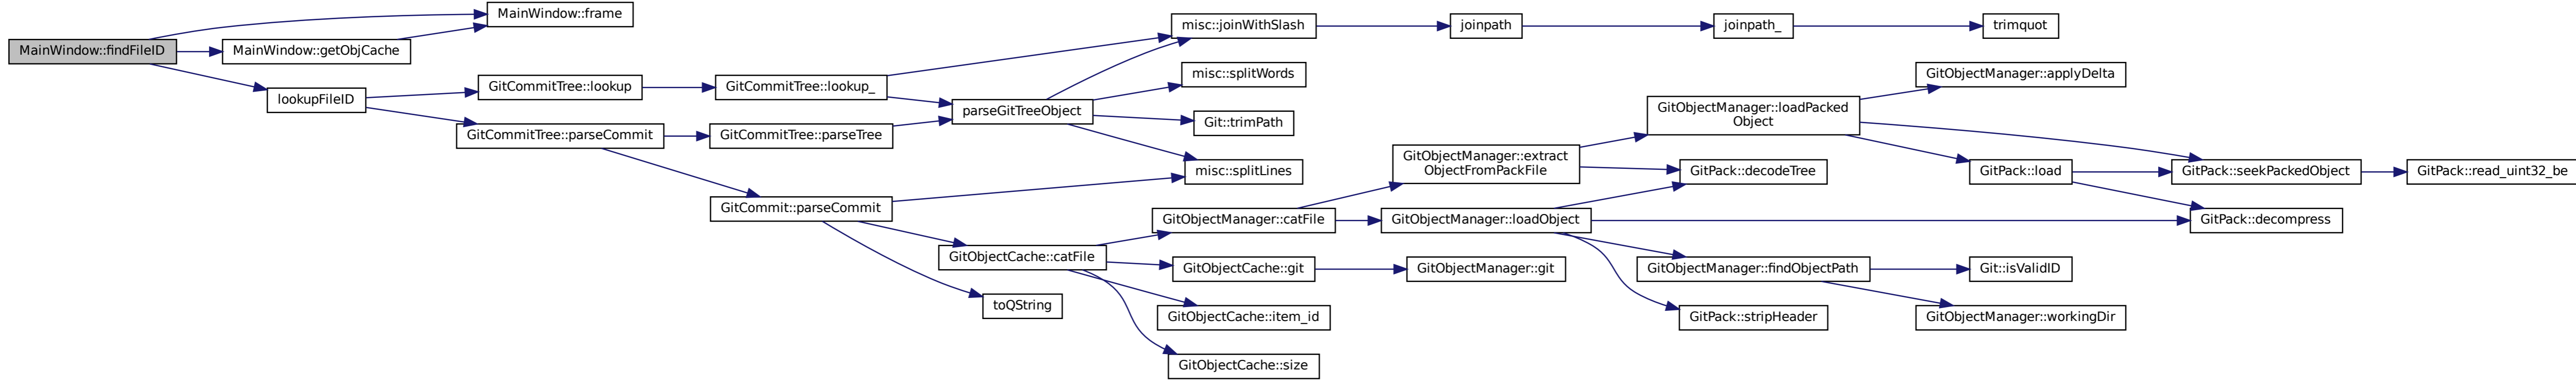 MainWindow::findFileID
MainWindow::frame
MainWindow::getObjCache
lookupFileID
GitCommitTree::lookup
GitCommitTree::parseCommit
GitCommitTree::lookup_
GitCommitTree::parseTree
GitCommit::parseCommit
parseGitTreeObject
GitObjectCache::catFile
toQString
misc::joinWithSlash
misc::splitWords
Git::trimPath
misc::splitLines
GitObjectManager::catFile
GitObjectCache::git
GitObjectCache::item_id
GitObjectCache::size
joinpath
GitObjectManager::extract
ObjectFromPackFile
GitObjectManager::loadObject
GitObjectManager::git
joinpath_
GitObjectManager::loadPacked
Object
GitPack::decodeTree
GitObjectManager::findObjectPath
GitPack::stripHeader
trimquot
GitObjectManager::applyDelta
GitPack::load
Git::isValidID
GitObjectManager::workingDir
GitPack::seekPackedObject
GitPack::decompress
GitPack::read_uint32_be